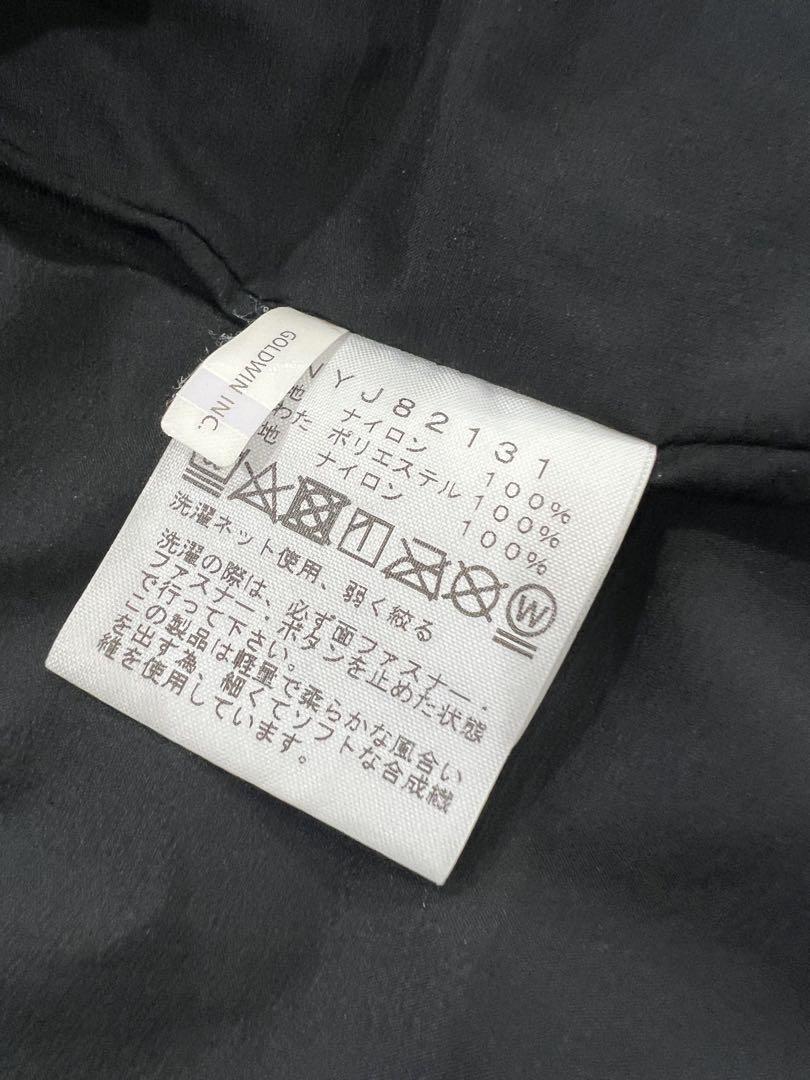 GOLDWIN INC
YJ82131
地 ナイロン 100%
わた ポリエステル 100%
地 ナイロン 100%
W
洗濯ネット使用、弱く絞る
洗濯の際は、必ず面ファスナー・
ファスナー・ボタンを止めた状態
で行って下さい。
この製品は軽量で柔らかな風合い
を出す為、細くてソフトな合成繊
維を使用しています。